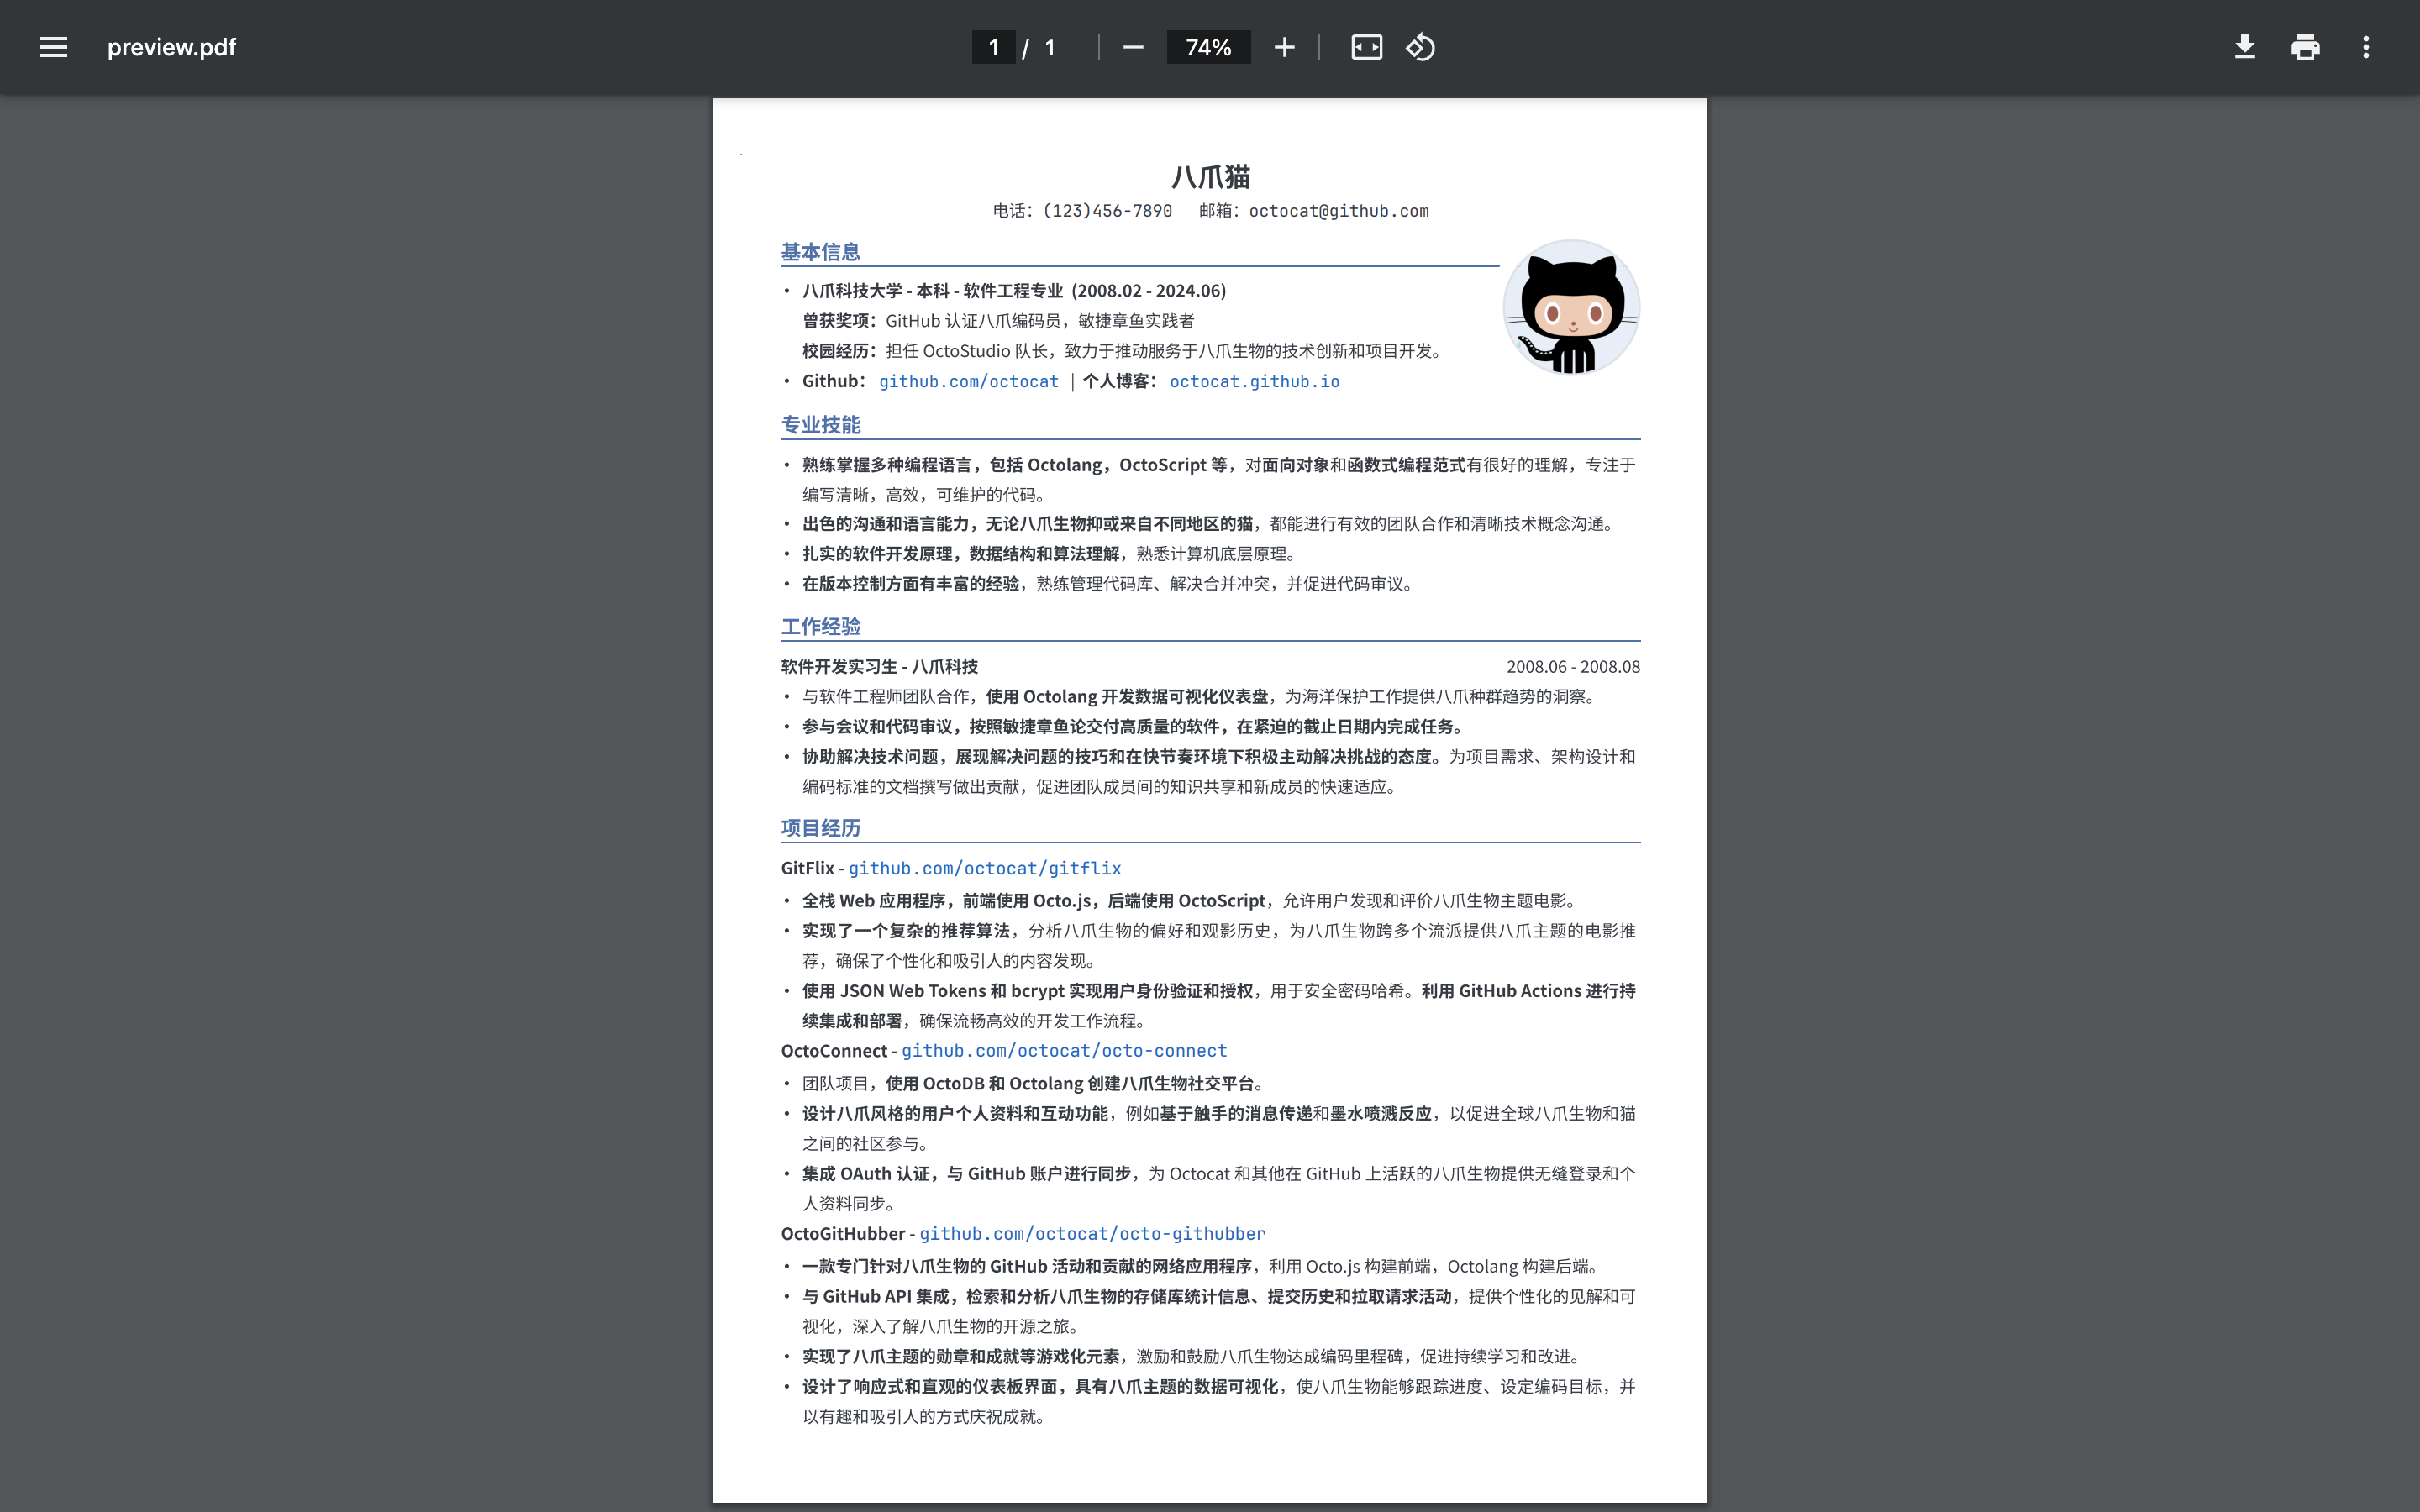 preview.pdf
1 / 1
74%
八爪猫
电话：(123)456-7890 邮箱：octocat@github.com
基本信息
• 八爪科技大学 - 本科 - 软件工程专业 (2008.02 - 2024.06)
曾获奖项：GitHub 认证八爪编码员，敏捷章鱼实践者
校园经历：担任 OctoStudio 队长，致力于推动服务于八爪生物的技术创新和项目开发。
• Github： github.com/octocat | 个人博客： octocat.github.io
专业技能
• 熟练掌握多种编程语言，包括 Octolang，OctoScript 等，对面向对象和函数式编程范式有很好的理解，专注于
编写清晰，高效，可维护的代码。
• 出色的沟通和语言能力，无论八爪生物抑或来自不同地区的猫，都能进行有效的团队合作和清晰技术概念沟通。
• 扎实的软件开发原理，数据结构和算法理解，熟悉计算机底层原理。
• 在版本控制方面有丰富的经验，熟练管理代码库、解决合并冲突，并促进代码审议。
工作经验
软件开发实习生 - 八爪科技 2008.06 - 2008.08
• 与软件工程师团队合作，使用 Octolang 开发数据可视化仪表盘，为海洋保护工作提供八爪种群趋势的洞察。
• 参与会议和代码审议，按照敏捷章鱼论交付高质量的软件，在紧迫的截止日期内完成任务。
• 协助解决技术问题，展现解决问题的技巧和在快节奏环境下积极主动解决挑战的态度。为项目需求、架构设计和
编码标准的文档撰写做出贡献，促进团队成员间的知识共享和新成员的快速适应。
项目经历
GitFlix - github.com/octocat/gitflix
• 全栈 Web 应用程序，前端使用 Octo.js，后端使用 OctoScript，允许用户发现和评价八爪生物主题电影。
• 实现了一个复杂的推荐算法，分析八爪生物的偏好和观影历史，为八爪生物跨多个流派提供八爪主题的电影推
荐，确保了个性化和吸引人的内容发现。
• 使用 JSON Web Tokens 和 bcrypt 实现用户身份验证和授权，用于安全密码哈希。利用 GitHub Actions 进行持
续集成和部署，确保流畅高效的开发工作流程。
OctoConnect - github.com/octocat/octo-connect
• 团队项目，使用 OctoDB 和 Octolang 创建八爪生物社交平台。
• 设计八爪风格的用户个人资料和互动功能，例如基于触手的消息传递和墨水喷溅反应，以促进全球八爪生物和猫
之间的社区参与。
• 集成 OAuth 认证，与 GitHub 账户进行同步，为 Octocat 和其他在 GitHub 上活跃的八爪生物提供无缝登录和个
人资料同步。
OctoGitHubber - github.com/octocat/octo-githubber
• 一款专门针对八爪生物的 GitHub 活动和贡献的网络应用程序，利用 Octo.js 构建前端，Octolang 构建后端。
• 与 GitHub API 集成，检索和分析八爪生物的存储库统计信息、提交历史和拉取请求活动，提供个性化的见解和可
视化，深入了解八爪生物的开源之旅。
• 实现了八爪主题的勋章和成就等游戏化元素，激励和鼓励八爪生物达成编码里程碑，促进持续学习和改进。
• 设计了响应式和直观的仪表板界面，具有八爪主题的数据可视化，使八爪生物能够跟踪进度、设定编码目标，并
以有趣和吸引人的方式庆祝成就。